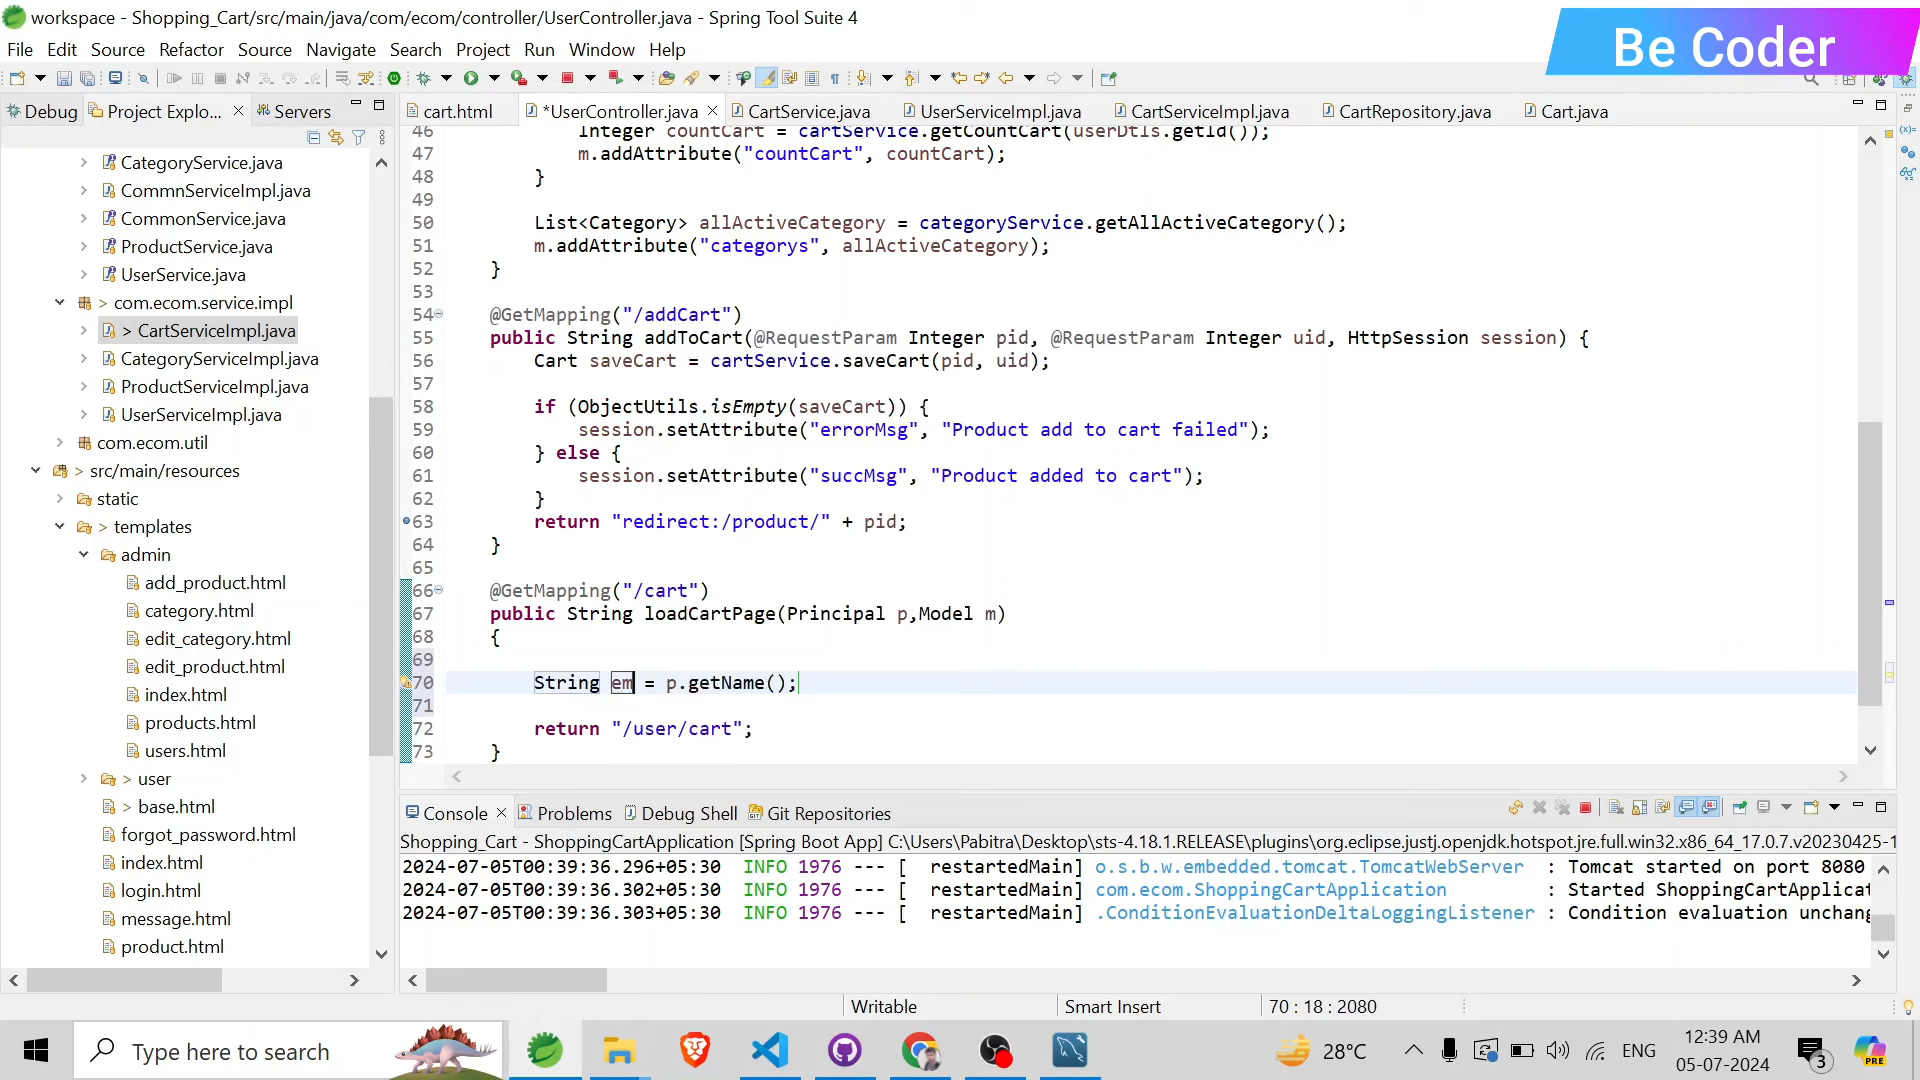 workspace - Shopping_Cart/src/main/java/com/ecom/controller/UserController.java - Spring Tool Suite 4
Be Coder
File Edit Source Refactor Source Navigate Search Project Run Window Help
Debug Project Explo... Servers
cart.html *UserController.java CartService.java UserServiceImpl.java CartServiceImpl.java CartRepository.java Cart.java
CategoryService.java
CommnServiceImpl.java
CommonService.java
ProductService.java
UserService.java
> com.ecom.service.impl
> CartServiceImpl.java
CategoryServiceImpl.java
ProductServiceImpl.java
UserServiceImpl.java
com.ecom.util
> src/main/resources
static
> templates
admin
add_product.html
category.html
edit_category.html
edit_product.html
index.html
products.html
users.html
> user
> base.html
forgot_password.html
index.html
login.html
message.html
product.html
46 Integer countCart = cartService.getCountCart(userDtls.getId());
47 m.addAttribute("countCart", countCart);
48 }
49
50 List<Category> allActiveCategory = categoryService.getAllActiveCategory();
51 m.addAttribute("categorys", allActiveCategory);
52 }
53
54 @GetMapping("/addCart")
55 public String addToCart(@RequestParam Integer pid, @RequestParam Integer uid, HttpSession session) {
56 Cart saveCart = cartService.saveCart(pid, uid);
57
58 if (ObjectUtils.isEmpty(saveCart)) {
59 session.setAttribute("errorMsg", "Product add to cart failed");
60 } else {
61 session.setAttribute("succMsg", "Product added to cart");
62 }
63 return "redirect:/product/" + pid;
64 }
65
66 @GetMapping("/cart")
67 public String loadCartPage(Principal p,Model m)
68 {
69
70 String em = p.getName();
71
72 return "/user/cart";
73 }
Console Problems Debug Shell Git Repositories
Shopping_Cart - ShoppingCartApplication [Spring Boot App] C:\Users\Pabitra\Desktop\sts-4.18.1.RELEASE\plugins\org.eclipse.justj.openjdk.hotspot.jre.full.win32.x86_64_17.0.7.v20230425-1
2024-07-05T00:39:36.296+05:30 INFO 1976 --- [ restartedMain] o.s.b.w.embedded.tomcat.TomcatWebServer : Tomcat started on port 8080
2024-07-05T00:39:36.302+05:30 INFO 1976 --- [ restartedMain] com.ecom.ShoppingCartApplication : Started ShoppingCartApplicat
2024-07-05T00:39:36.303+05:30 INFO 1976 --- [ restartedMain] .ConditionEvaluationDeltaLoggingListener : Condition evaluation unchang
Writable Smart Insert 70 : 18 : 2080
Type here to search
28°C
ENG
12:39 AM
05-07-2024
3
PRE